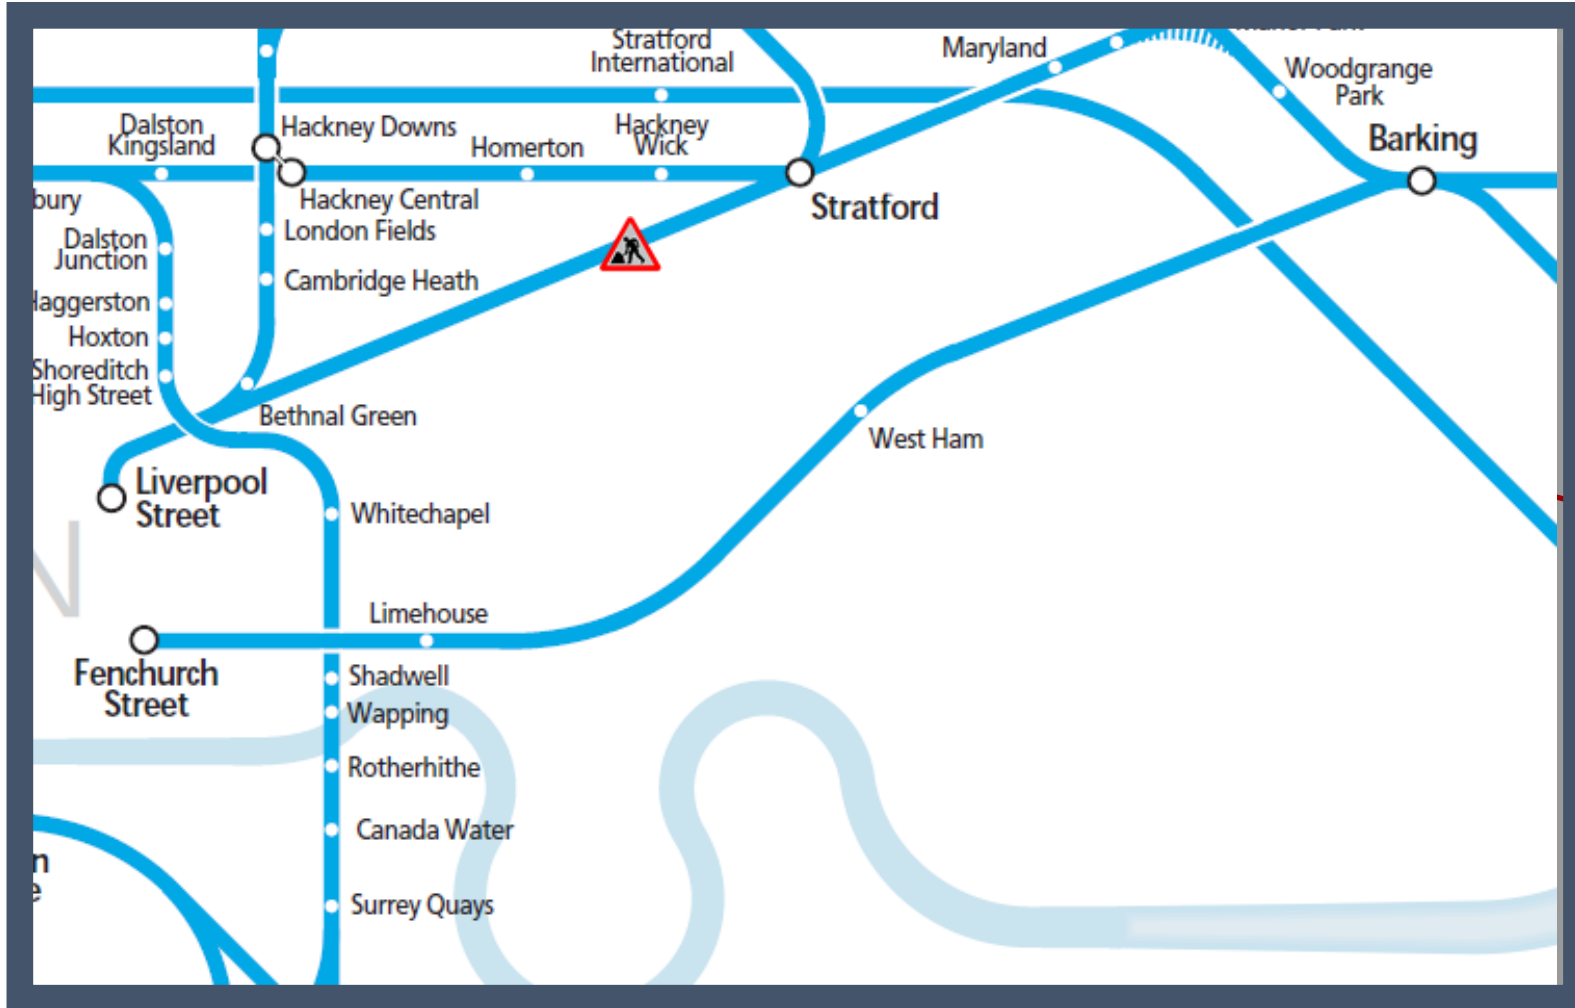 Stratford
International
Maryland
Woodgrange
Park
Dalston
Kingsland
Hackney Downs
Homerton
Hackney
Wick
Barking
bury
Hackney Central
Stratford
London Fields
Dalston
Junction
Cambridge Heath
Haggerston
Hoxton
Shoreditch
High Street
Bethnal Green
West Ham
Liverpool
Street
Whitechapel
N
Limehouse
Fenchurch
Street
Shadwell
Wapping
Rotherhithe
Canada Water
n
e
Surrey Quays